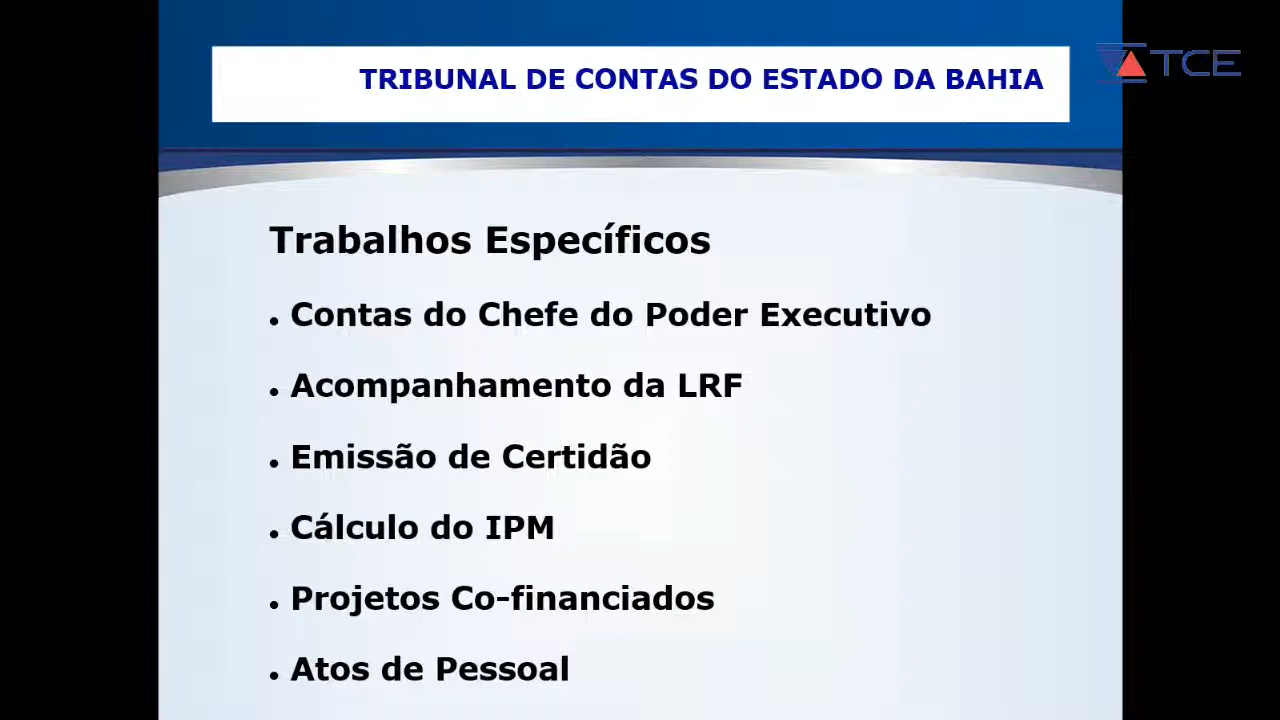 TRIBUNAL DE CONTAS DO ESTADO DA BAHIA
TCE
Trabalhos Específicos
• Contas do Chefe do Poder Executivo
• Acompanhamento da LRF
• Emissão de Certidão
• Cálculo do IPM
• Projetos Co-financiados
• Atos de Pessoal